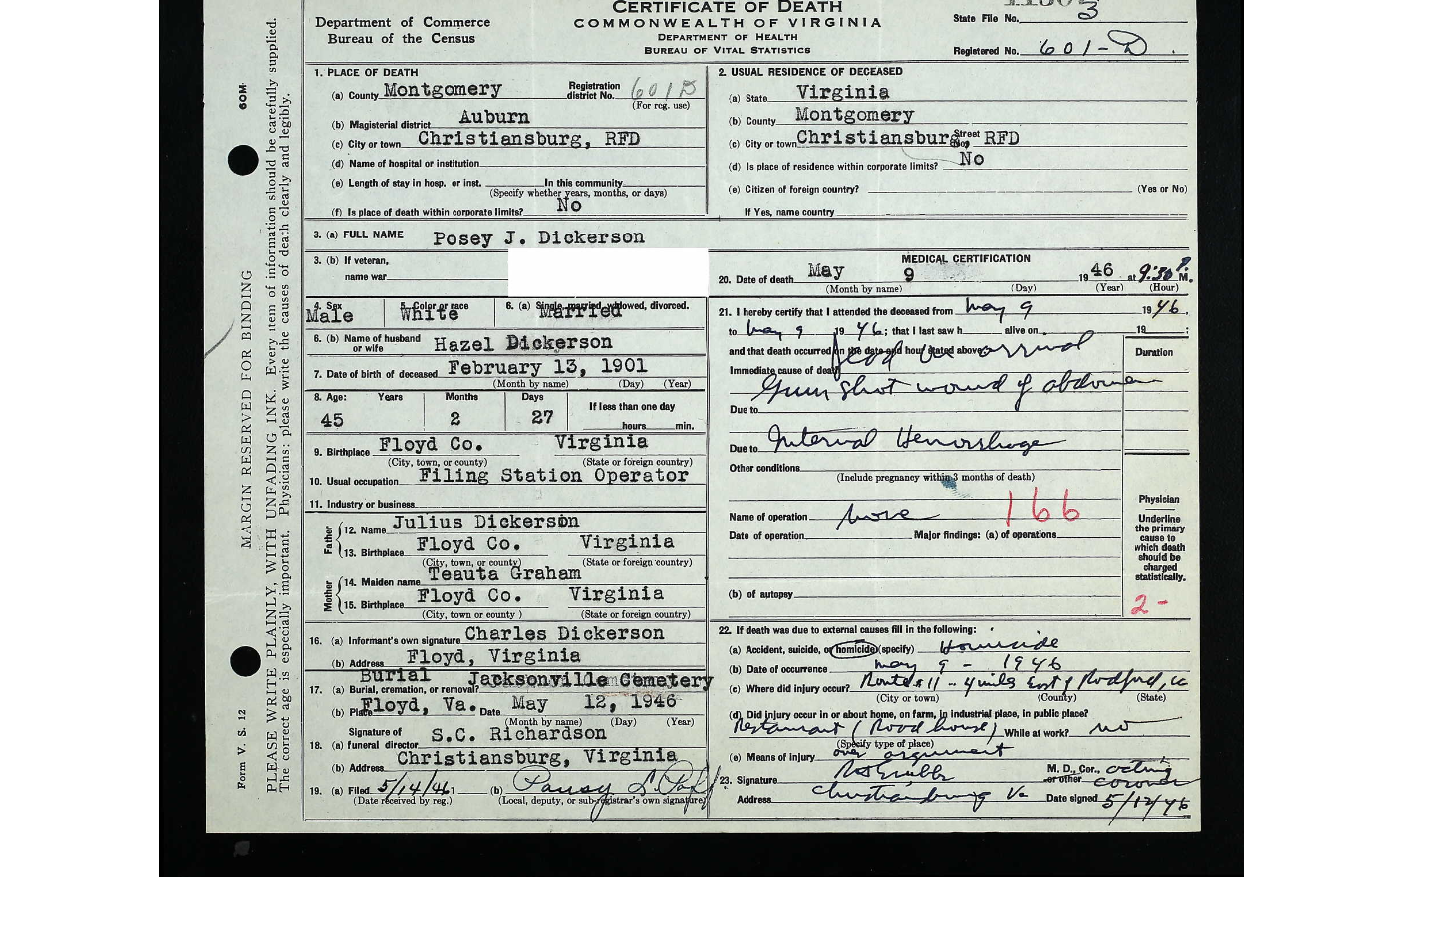 CERTIFICATE OF DEATH
Department of Commerce
Bureau of the Census
COMMONWEALTH OF VIRGINIA
DEPARTMENT OF HEALTH
BUREAU OF VITAL STATISTICS
State File No. 3
Registered No. 601-D
MARGIN RESERVED FOR BINDING 60M
PLEASE WRITE PLAINLY, WITH UNFADING INK. Every item of information should be carefully supplied.
The correct age is especially important. Physicians: please write the causes of death clearly and legibly.
Form V. S. 12
1. PLACE OF DEATH
(a) County Montgomery Registration district No. 601D
(For reg. use)
(b) Magisterial district Auburn
(c) City or town Christiansburg, RFD
(d) Name of hospital or institution
(e) Length of stay in hosp. or inst. In this community
(Specify whether years, months, or days)
(f) Is place of death within corporate limits? No
2. USUAL RESIDENCE OF DECEASED
(a) State Virginia
(b) County Montgomery
(c) City or town Christiansburg Street No. RFD
(d) Is place of residence within corporate limits? No
(e) Citizen of foreign country? (Yes or No)
If Yes, name country
3. (a) FULL NAME Posey J. Dickerson
3. (b) If veteran,
name war
4. Sex Male 5. Color or race White 6. (a) Single, married, widowed, divorced. Married
6. (b) Name of husband or wife Hazel Dickerson
7. Date of birth of deceased February 13, 1901
(Month by name) (Day) (Year)
8. Age: Years Months Days If less than one day
45 2 27 hours min.
9. Birthplace Floyd Co. Virginia
(City, town, or county) (State or foreign country)
10. Usual occupation Filing Station Operator
11. Industry or business
Father 12. Name Julius Dickerson
13. Birthplace Floyd Co. Virginia
(City, town, or county) (State or foreign country)
Mother 14. Maiden name Teauta Graham
15. Birthplace Floyd Co. Virginia
(City, town or county) (State or foreign country)
16. (a) Informant's own signature Charles Dickerson
(b) Address Floyd, Virginia
17. (a) Burial, cremation, or removal? Burial Jacksonville Cemetery
(b) Place Floyd, Va. Date May 12, 1946
(Month by name) (Day) (Year)
18. (a) Signature of funeral director S.C. Richardson
(b) Address Christiansburg, Virginia
19. (a) Filed 5/14/46 (b)
(Date received by reg.) (Local, deputy, or sub-registrar's own signature)
MEDICAL CERTIFICATION
20. Date of death May 9 1946 at 9:30 P. M.
(Month by name) (Day) (Year) (Hour)
21. I hereby certify that I attended the deceased from May 9 1946.
to May 9 1946; that I last saw h alive on 19 ;
and that death occurred on the date and hour stated above. Dead on arrival
Duration
Immediate cause of death Gun shot wound of abdomen
Due to
Due to Internal Hemorrhage
Other conditions
(Include pregnancy within 3 months of death)
Name of operation None 166
Date of operation Major findings: (a) of operations
(b) of autopsy
Physician
Underline the primary cause to which death should be charged statistically.
2-
22. If death was due to external causes fill in the following:
(a) Accident, suicide, or homicide (specify) Homicide
(b) Date of occurrence May 9 - 1946
(c) Where did injury occur? Route #11 - 4 miles East of Radford,
(City or town) (County) (State)
(d) Did injury occur in or about home, on farm, in industrial place, in public place?
Restaurant (Road house) While at work? no
(Specify type of place)
(e) Means of injury over argument
23. Signature M. D., Cor., or other acting coroner
Address Christiansburg Va Date signed 5/12/46